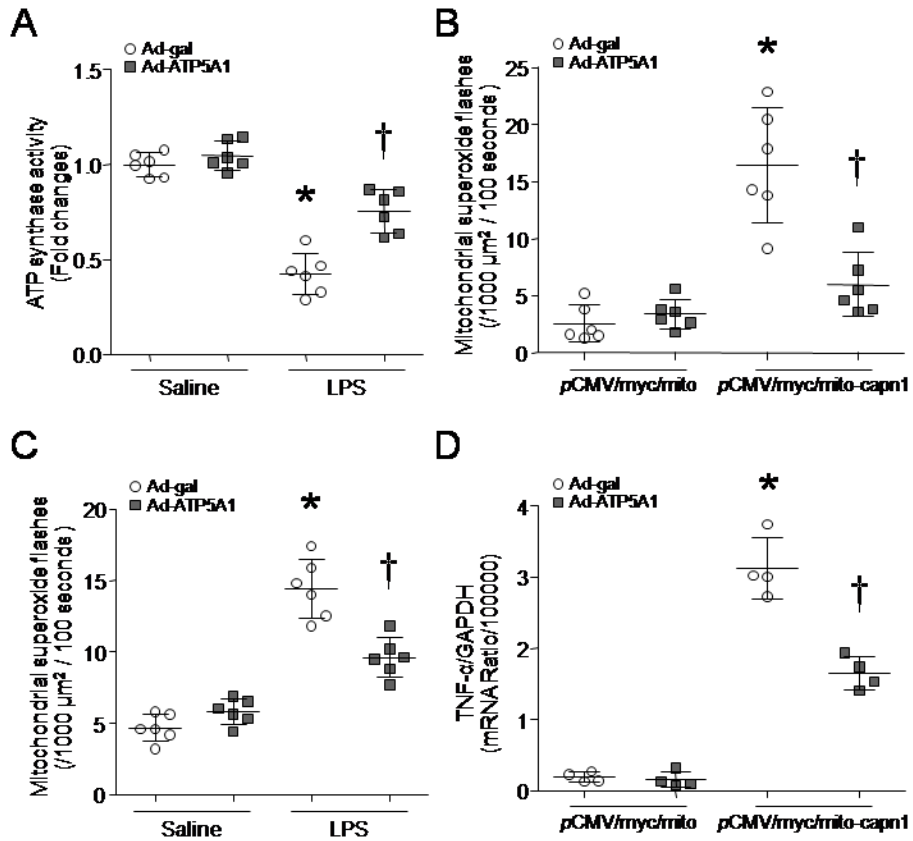 A
Ad-gal
Ad-ATP5A1
ATP synthase activity
(Fold changes)
1.5
1.0
0.5
0.0
*
†
Saline
LPS
B
Ad-gal
Ad-ATP5A1
Mitochondrial superoxide flashes
(/1000 µm² / 100 seconds)
25
20
15
10
5
0
*
†
pCMV/myc/mito
pCMV/myc/mito-capn1
C
Ad-gal
Ad-ATP5A1
Mitochondrial superoxide flashes
(/1000 µm² / 100 seconds)
20
15
10
5
0
*
†
Saline
LPS
D
Ad-gal
Ad-ATP5A1
TNF-α/GAPDH
(mRNA Ratio/100000)
4
3
2
1
0
*
†
pCMV/myc/mito
pCMV/myc/mito-capn1